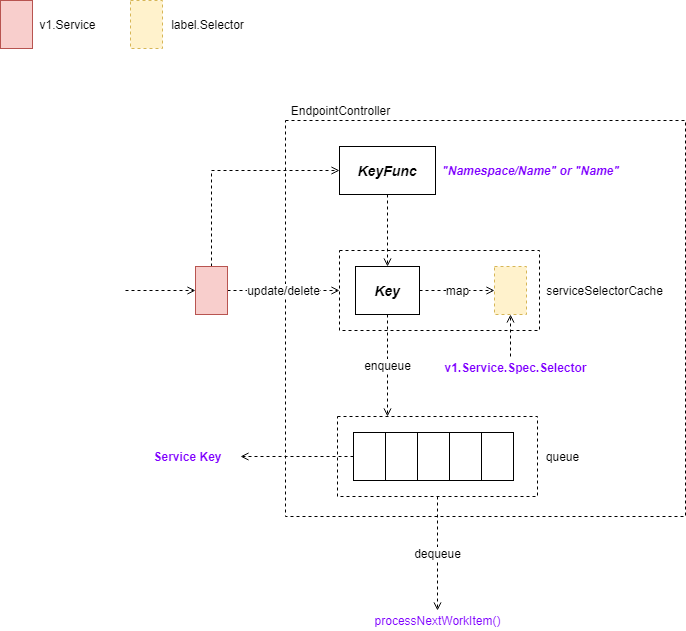 v1.Service
label.Selector
EndpointController
KeyFunc
"Namespace/Name" or "Name"
update/delete
Key
map
serviceSelectorCache
enqueue
v1.Service.Spec.Selector
Service Key
queue
dequeue
processNextWorkItem()